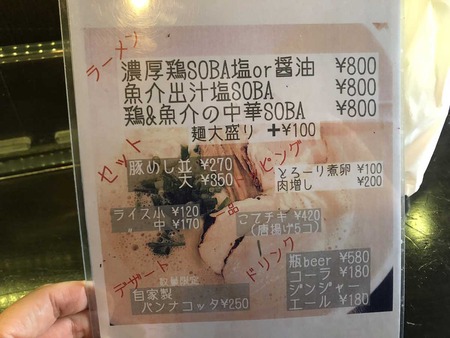 ラーメン
濃厚鶏SOBA塩or醤油 ¥800
魚介出汁塩SOBA ¥800
鶏&魚介の中華SOBA ¥800
麺大盛り +¥100
セット
豚めし並 ¥270
大 ¥350
ライス小 ¥120
〃 中 ¥170
ピング
とろーり煮卵 ¥100
肉増し ¥200
一品
こてチキ ¥420
(唐揚げ5コ)
デザート
数量限定
自家製
パンナコッタ ¥250
ドリンク
瓶beer ¥580
コーラ ¥180
ジンジャー
エール ¥180